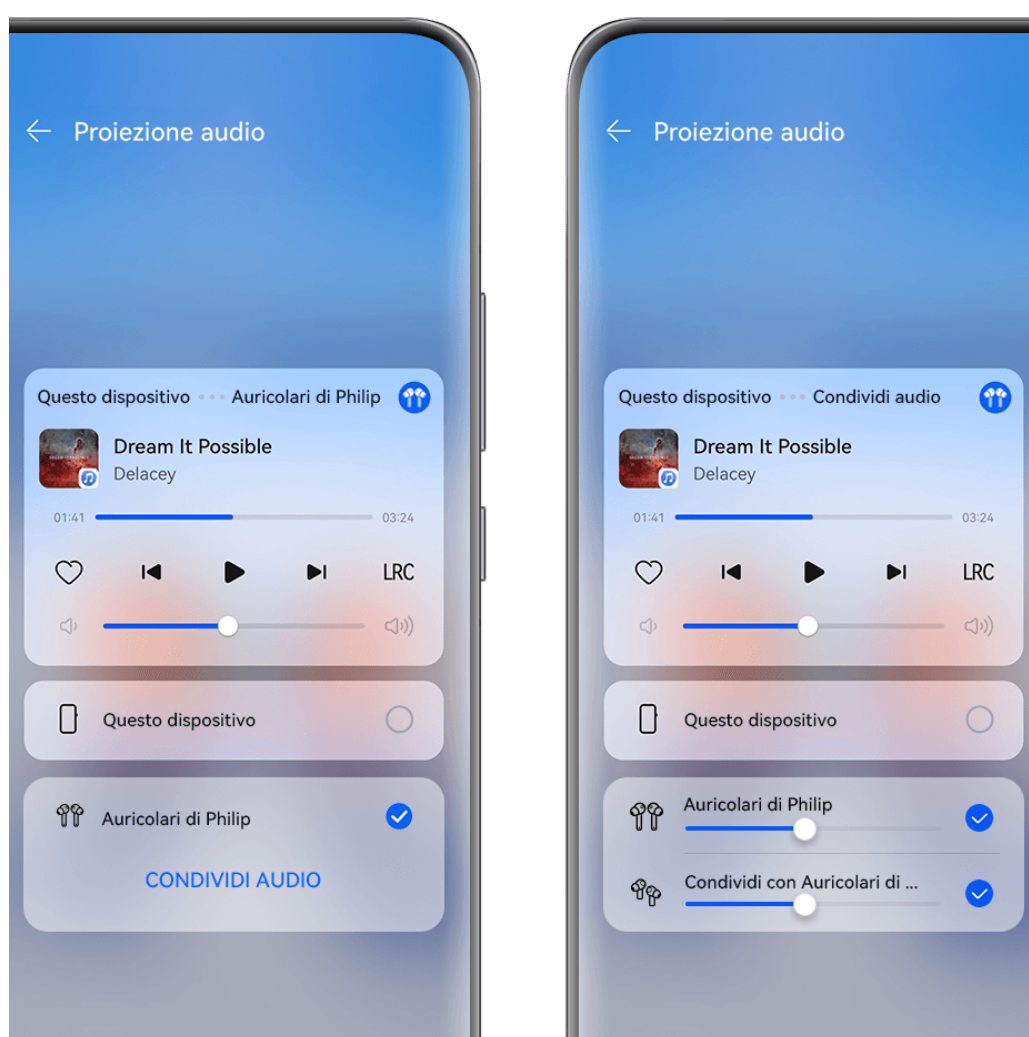 Proiezione audio
Questo dispositivo Auricolari di Philip
Dream It Possible
Delacey
01:41 03:24
LRC
Questo dispositivo
Auricolari di Philip
CONDIVIDI AUDIO
Proiezione audio
Questo dispositivo Condividi audio
Dream It Possible
Delacey
01:41 03:24
LRC
Questo dispositivo
Auricolari di Philip
Condividi con Auricolari di ...